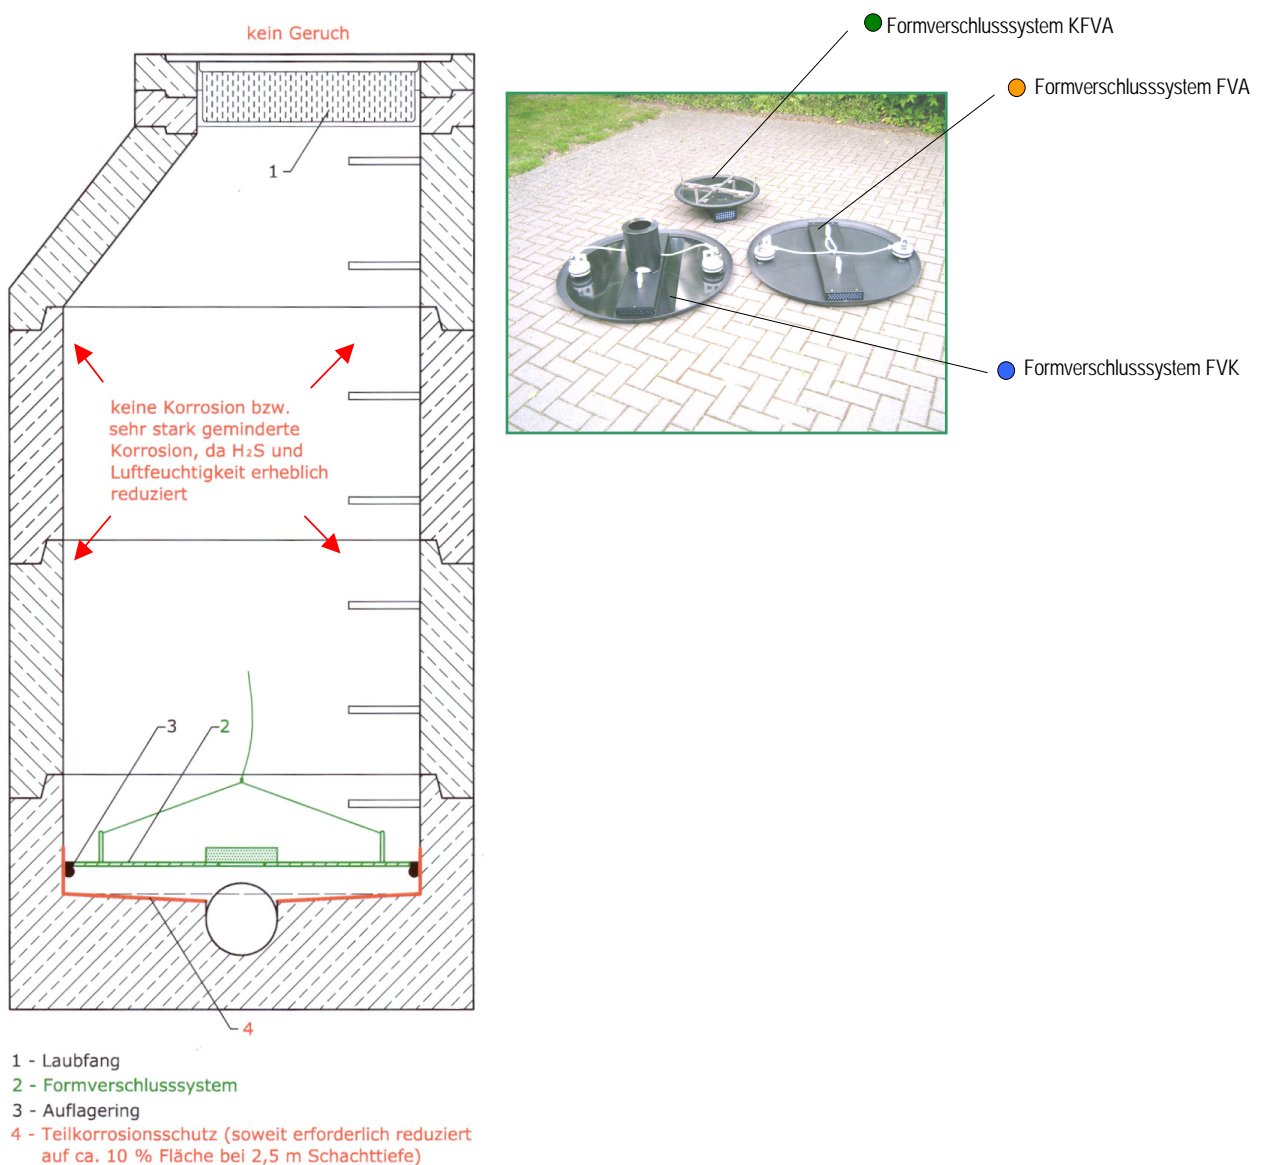 kein Geruch
Formverschlusssystem KFVA
Formverschlusssystem FVA
1
Formverschlusssystem FVK
keine Korrosion bzw.
sehr stark geminderte
Korrosion, da H₂S und
Luftfeuchtigkeit erheblich
reduziert
3
2
4
1 - Laubfang
2 - Formverschlusssystem
3 - Auflagering
4 - Teilkorrosionsschutz (soweit erforderlich reduziert
auf ca. 10 % Fläche bei 2,5 m Schachttiefe)